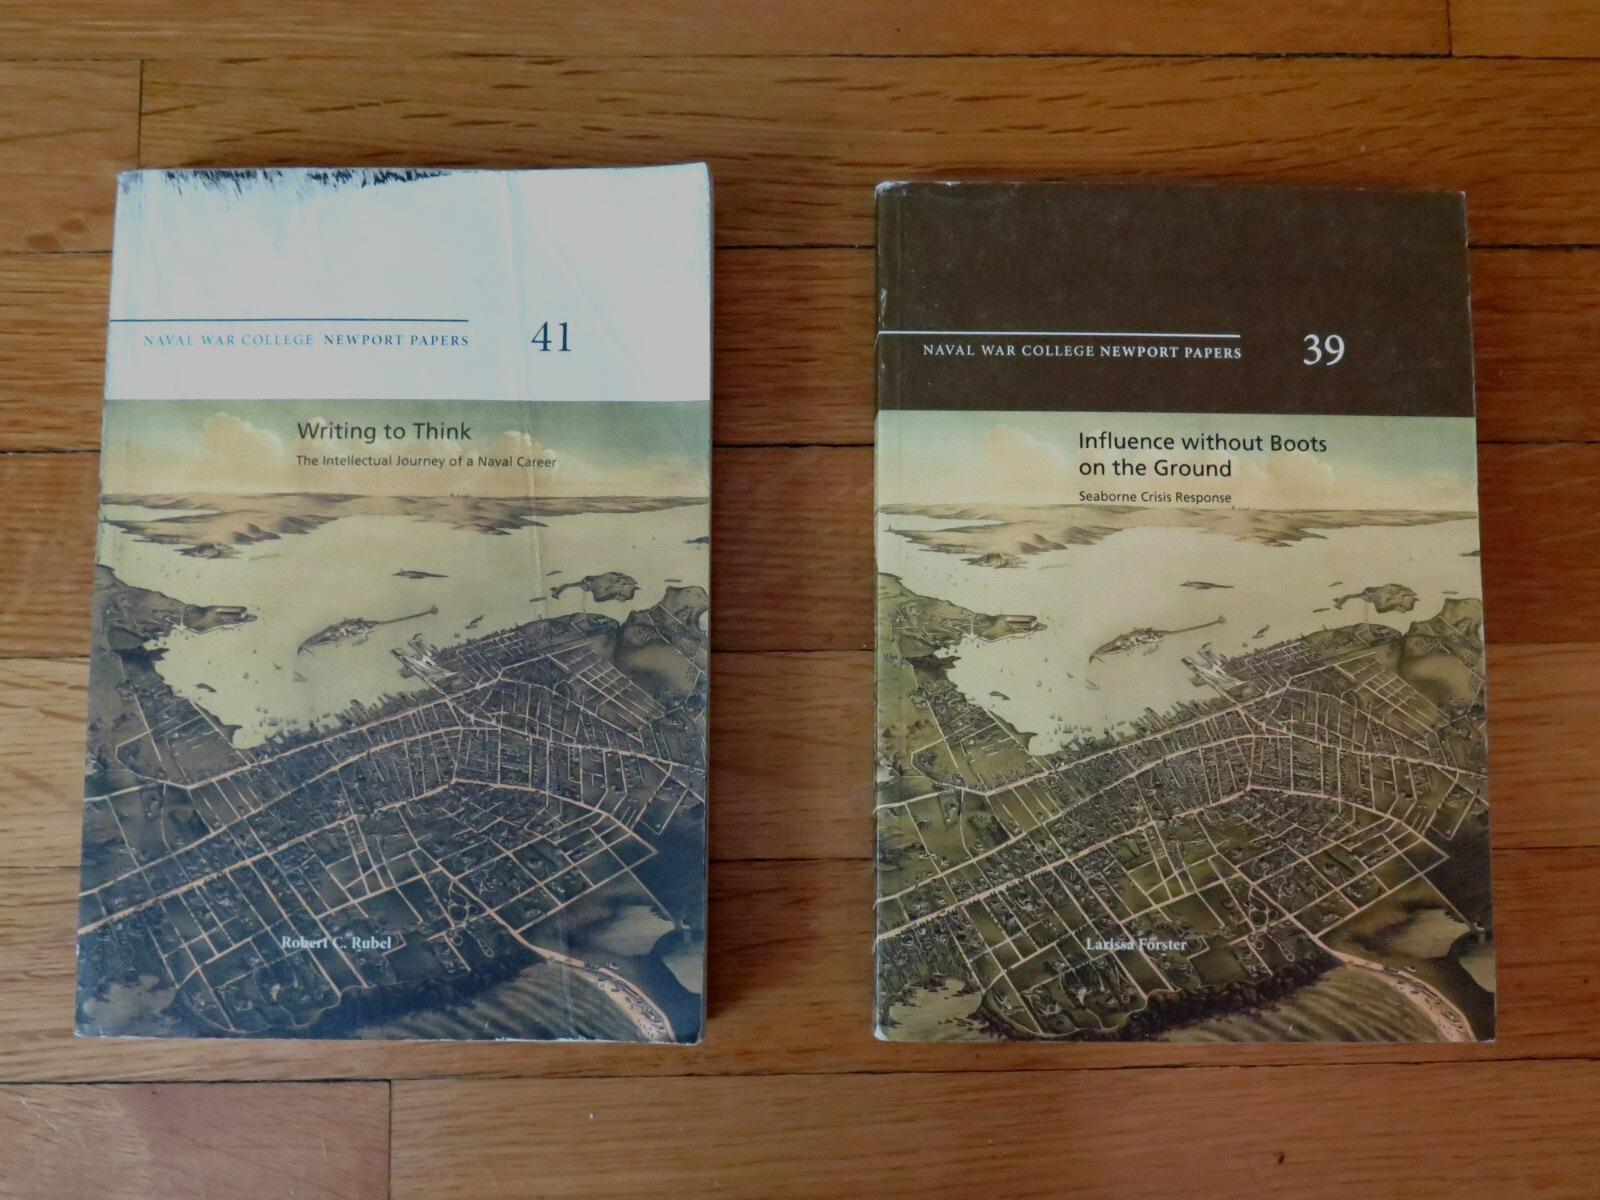 NAVAL WAR COLLEGE NEWPORT PAPERS 41
Writing to Think
The Intellectual Journey of a Naval Career
Robert C. Rubel
NAVAL WAR COLLEGE NEWPORT PAPERS 39
Influence without Boots
on the Ground
Seaborne Crisis Response
Larissa Forster